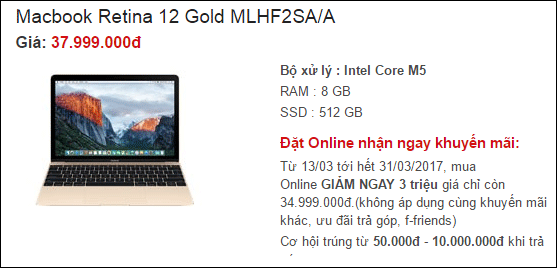 Macbook Retina 12 Gold MLHF2SA/A
Giá: 37.999.000đ
Bộ xử lý : Intel Core M5
RAM : 8 GB
SSD : 512 GB
Đặt Online nhận ngay khuyến mãi:
Từ 13/03 tới hết 31/03/2017, mua
Online GIẢM NGAY 3 triệu giá chỉ còn
34.999.000đ.(không áp dụng cùng khuyến mãi
khác, ưu đãi trả góp, f-friends)
Cơ hội trúng từ 50.000đ - 10.000.000đ khi trả